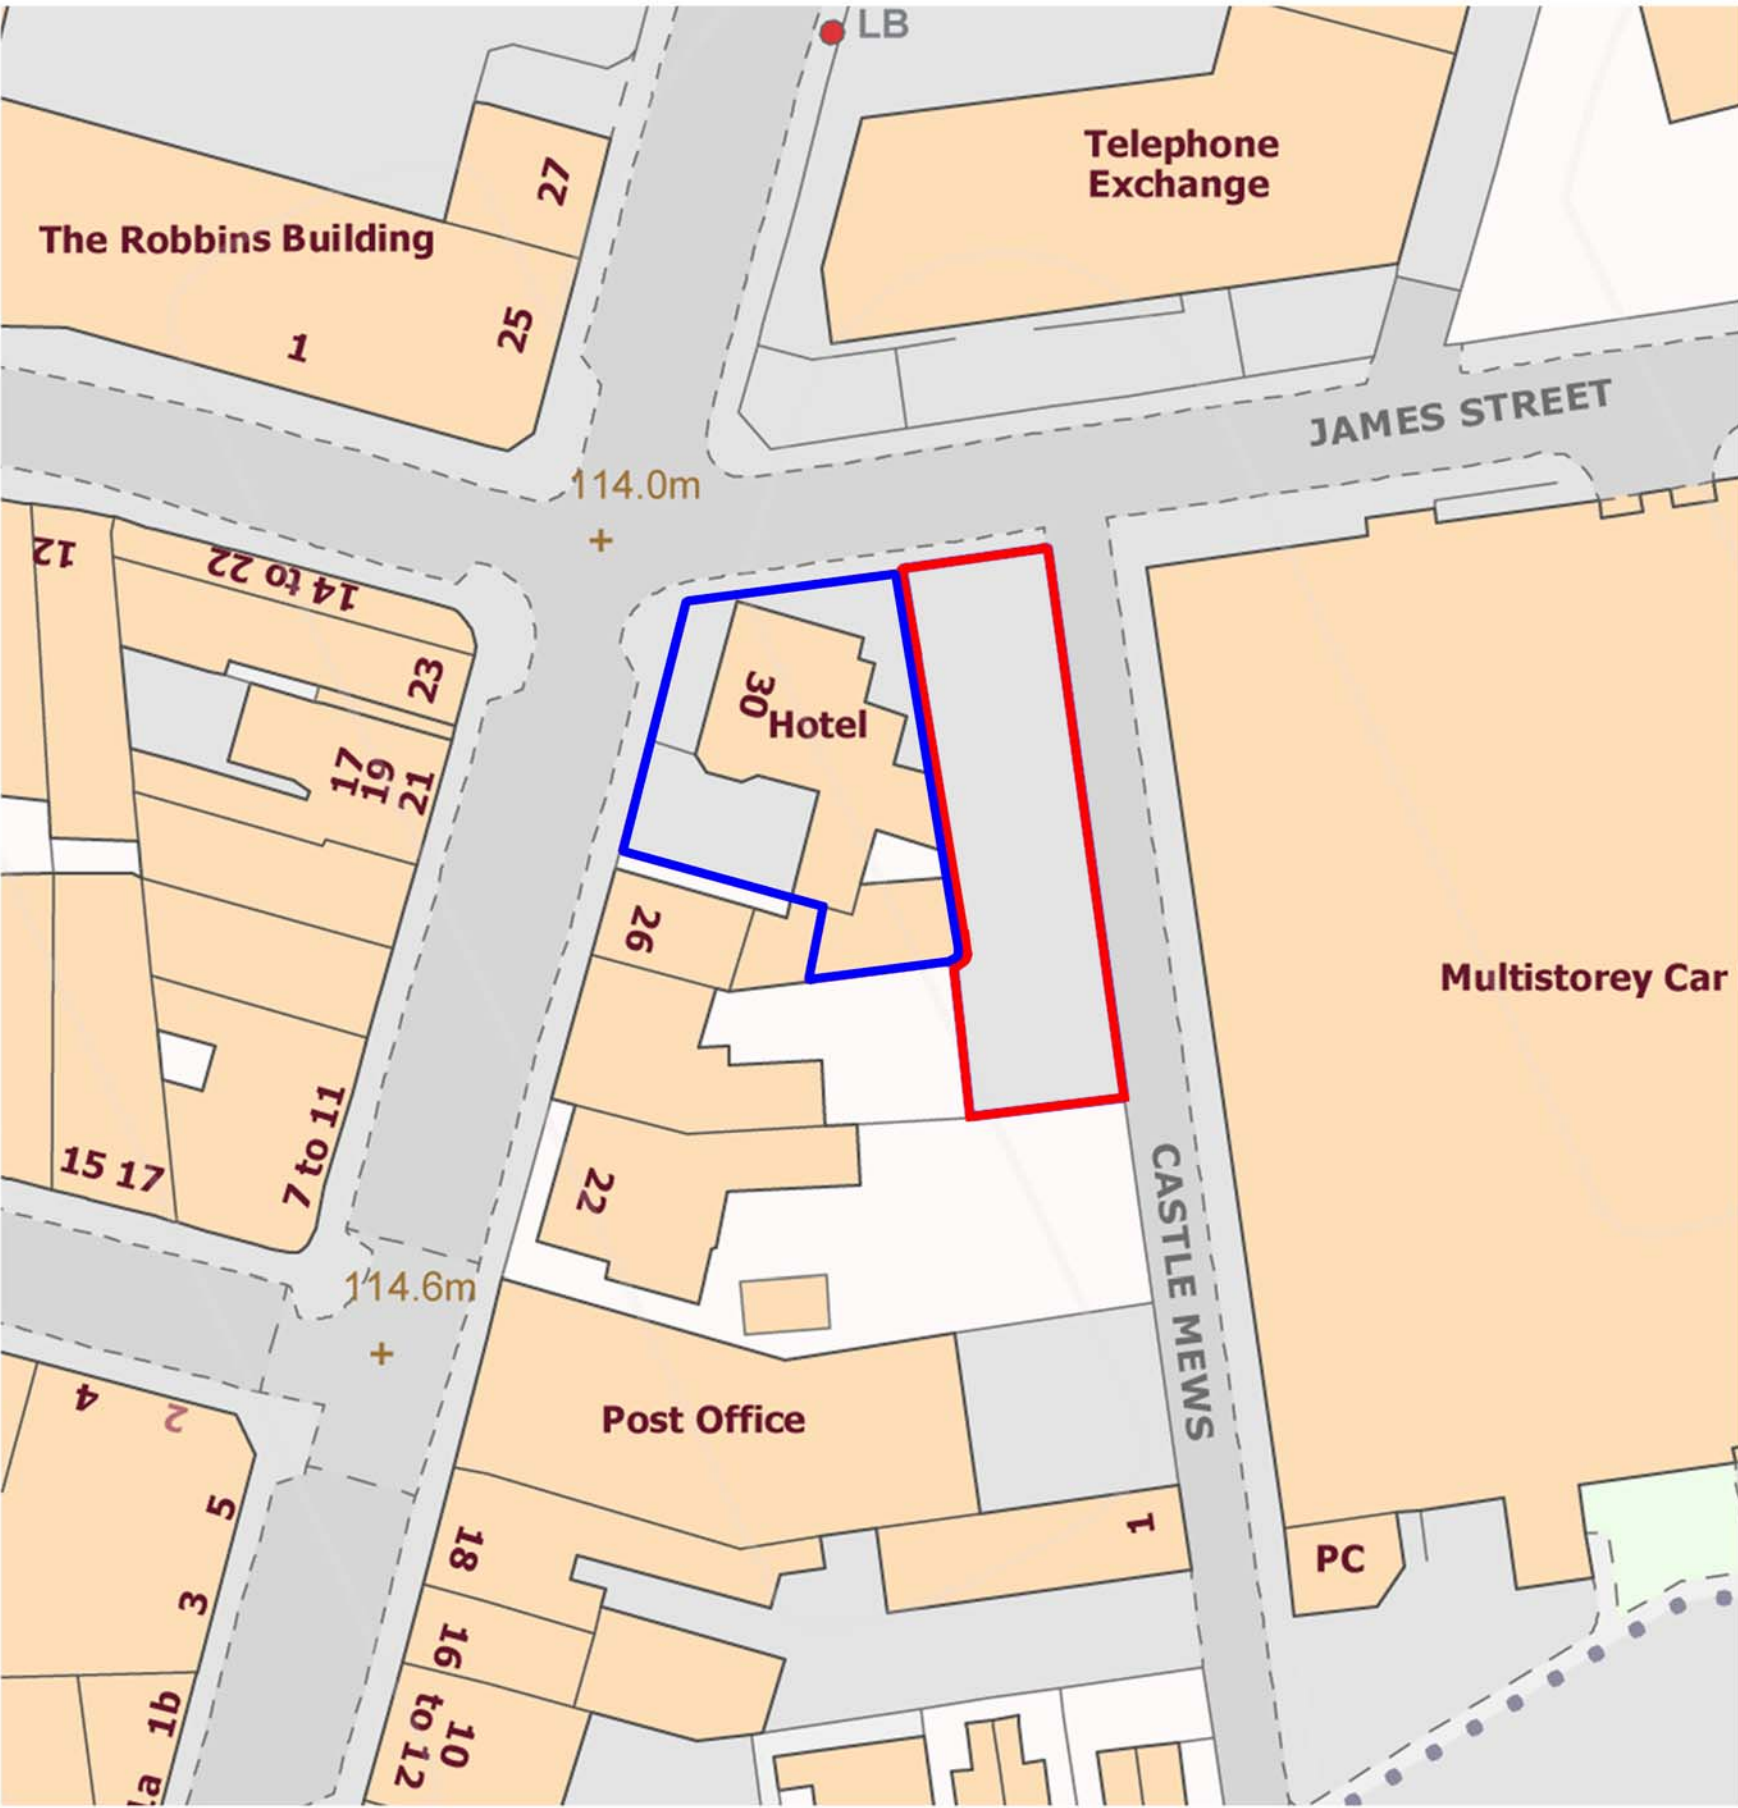 LB
Telephone
Exchange
27
The Robbins Building
25
1
JAMES STREET
114.0m
12
14 to 22
23
30
Hotel
17
19
21
26
Multistorey Car
7 to 11
15 17
22
CASTLE MEWS
114.6m
4
2
Post Office
5
1
18
PC
3
16
1b
10
to 12